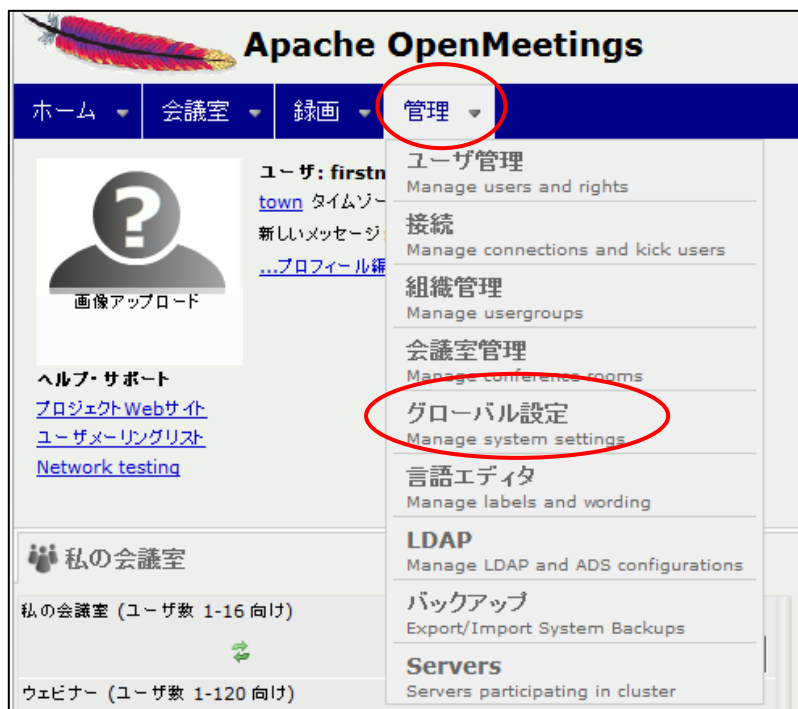 Apache OpenMeetings
ホーム 会議室 録画 管理
ユーザ: firstn
town タイムゾー
新しいメッセージ
...プロフィール編
画像アップロード
ヘルプ・サポート
プロジェクトWebサイト
ユーザメーリングリスト
Network testing
ユーザ管理
Manage users and rights
接続
Manage connections and kick users
組織管理
Manage usergroups
会議室管理
Manage conference rooms
グローバル設定
Manage system settings
言語エディタ
Manage labels and wording
LDAP
Manage LDAP and ADS configurations
バックアップ
Export/Import System Backups
Servers
Servers participating in cluster
私の会議室
私の会議室 (ユーザ数 1-16 向け)
ウェビナー (ユーザ数 1-120 向け)